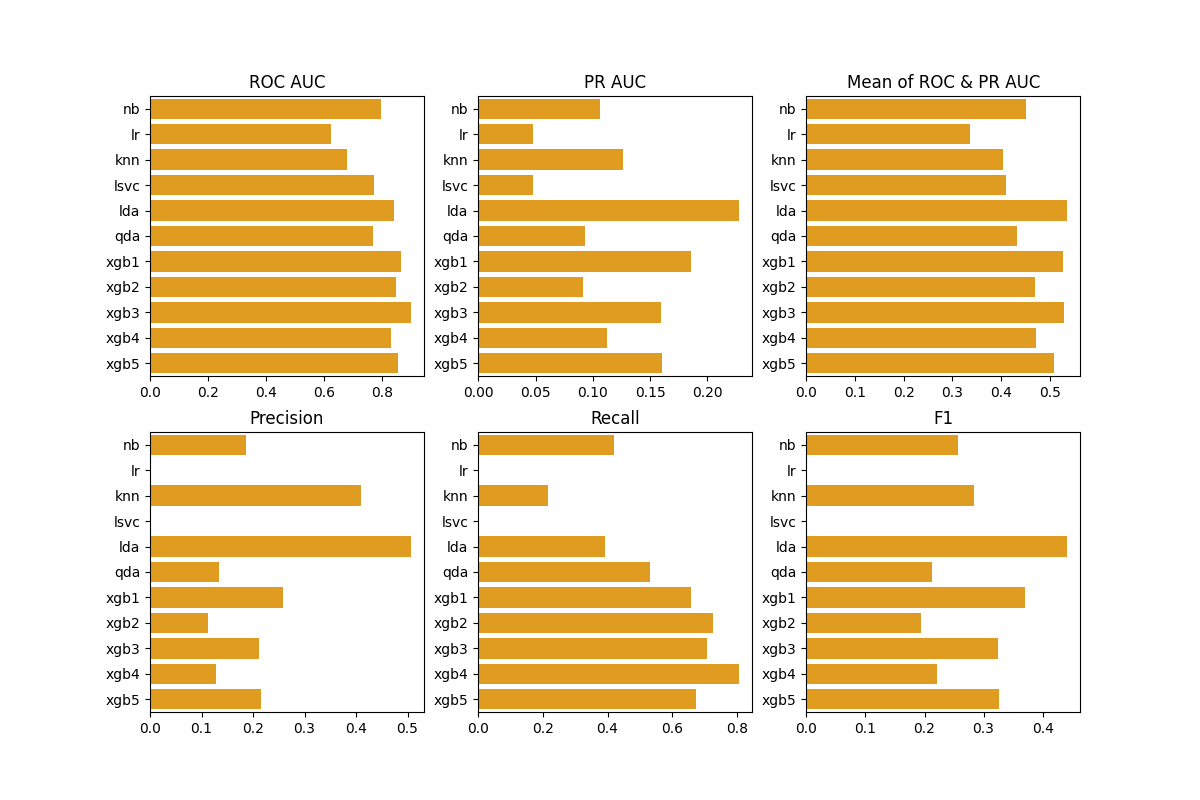 ROC AUC
nb
lr
knn
lsvc
lda
qda
xgb1
xgb2
xgb3
xgb4
xgb5
0.0 0.2 0.4 0.6 0.8
PR AUC
nb
lr
knn
lsvc
lda
qda
xgb1
xgb2
xgb3
xgb4
xgb5
0.00 0.05 0.10 0.15 0.20
Mean of ROC & PR AUC
nb
lr
knn
lsvc
lda
qda
xgb1
xgb2
xgb3
xgb4
xgb5
0.0 0.1 0.2 0.3 0.4 0.5
Precision
nb
lr
knn
lsvc
lda
qda
xgb1
xgb2
xgb3
xgb4
xgb5
0.0 0.1 0.2 0.3 0.4 0.5
Recall
nb
lr
knn
lsvc
lda
qda
xgb1
xgb2
xgb3
xgb4
xgb5
0.0 0.2 0.4 0.6 0.8
F1
nb
lr
knn
lsvc
lda
qda
xgb1
xgb2
xgb3
xgb4
xgb5
0.0 0.1 0.2 0.3 0.4